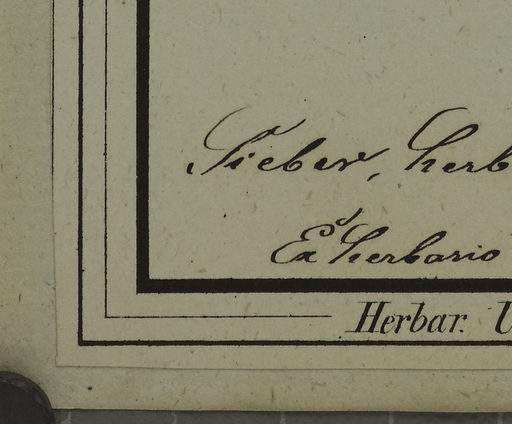 Sieber, herb
Ex herbario
Herbar. U